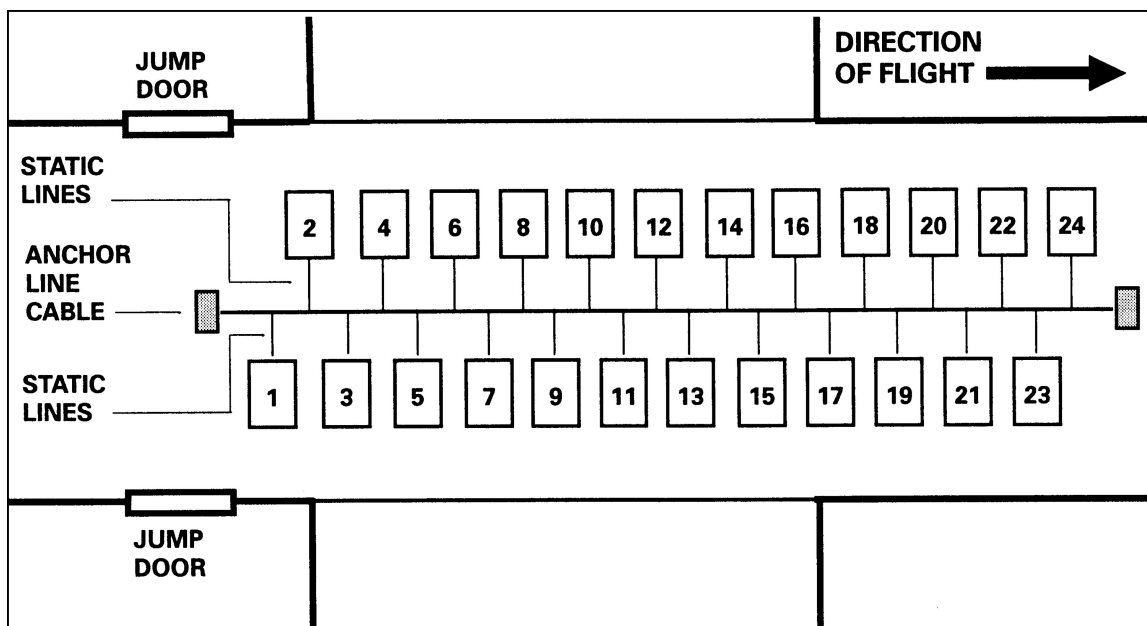 JUMP
DOOR
DIRECTION
OF FLIGHT
STATIC
LINES
2 4 6 8 10 12 14 16 18 20 22 24
ANCHOR
LINE
CABLE
STATIC
LINES
1 3 5 7 9 11 13 15 17 19 21 23
JUMP
DOOR